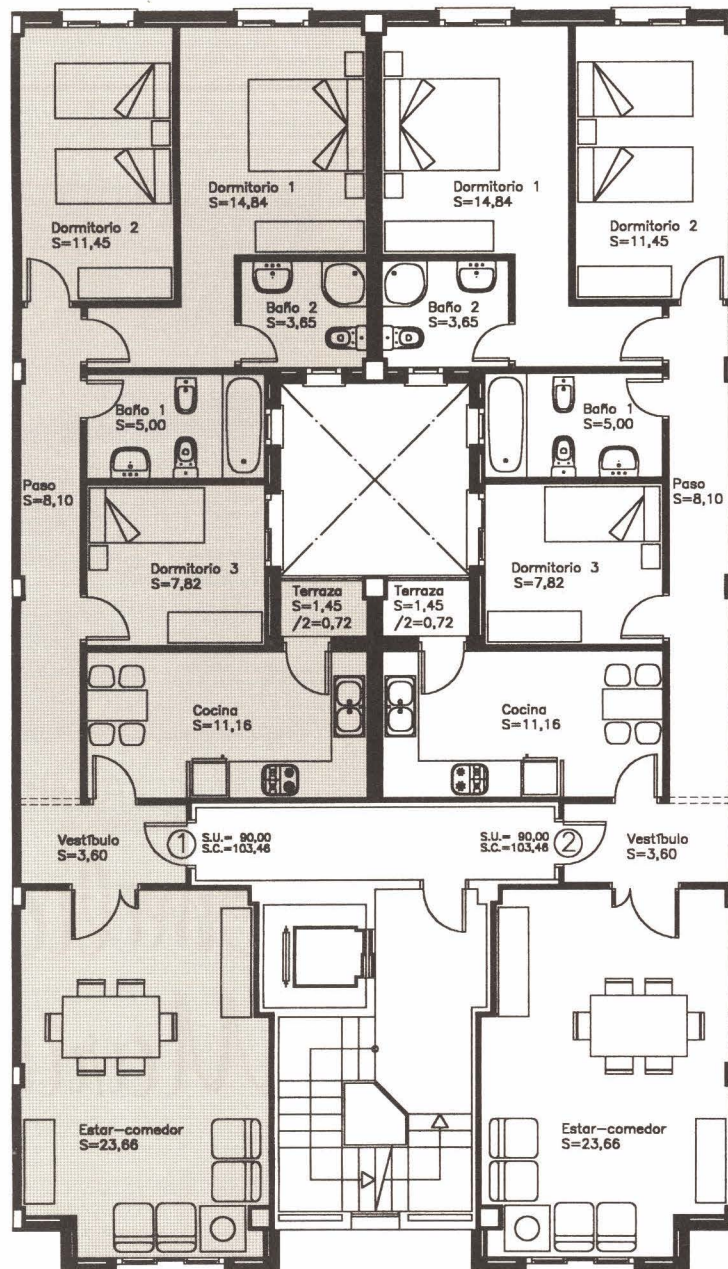 Dormitorio 1
S=14,84
Dormitorio 1
S=14,84
Dormitorio 2
S=11,45
Dormitorio 2
S=11,45
Baño 2
S=3,65
Baño 2
S=3,65
Baño 1
S=5,00
Baño 1
S=5,00
Paso
S=8,10
Paso
S=8,10
Dormitorio 3
S=7,82
Dormitorio 3
S=7,82
Terraza
S=1,45
/2=0,72
Terraza
S=1,45
/2=0,72
Cocina
S=11,16
Cocina
S=11,16
Vestíbulo
S=3,60
1
S.U.= 90,00
S.C.=103,46
S.U.= 90,00
S.C.=103,46
2
Vestíbulo
S=3,60
Estar-comedor
S=23,66
Estar-comedor
S=23,66